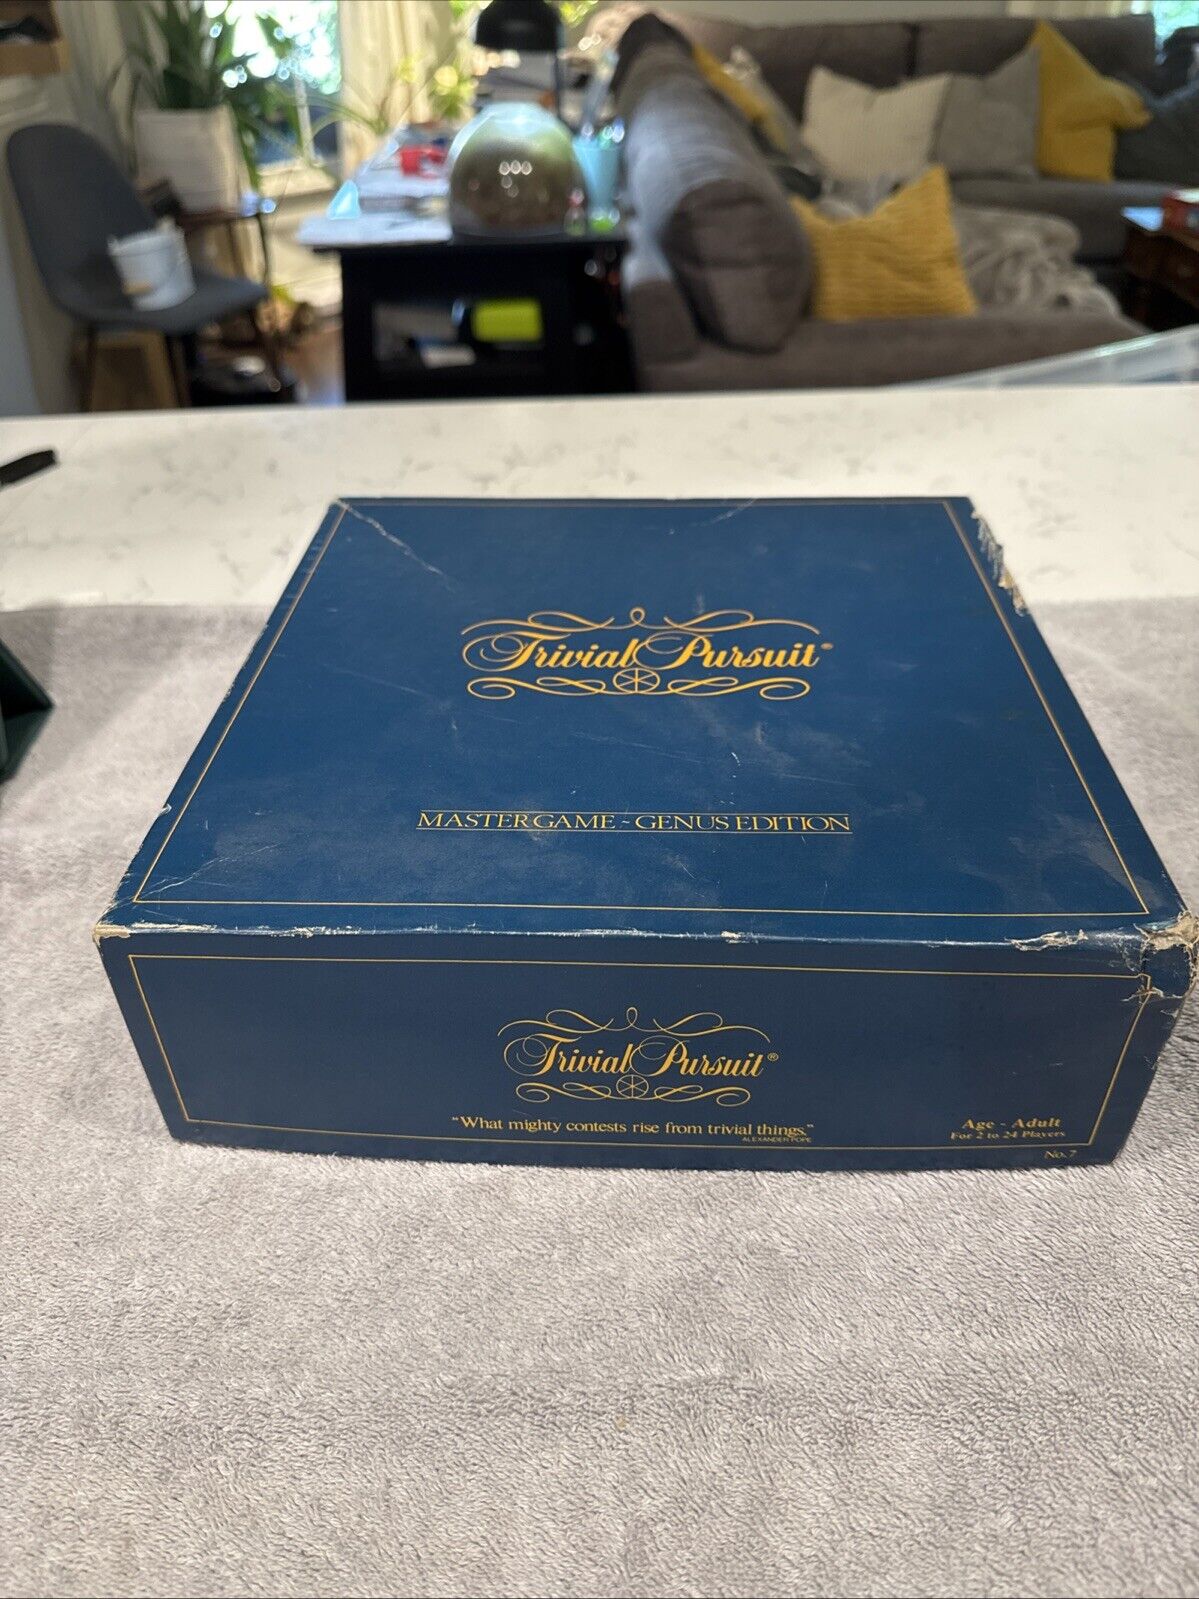 Trivial Pursuit®
MASTER GAME ~ GENUS EDITION
Trivial Pursuit®
"What mighty contests rise from trivial things."
ALEXANDER POPE
Age - Adult
For 2 to 24 Players
No. 7